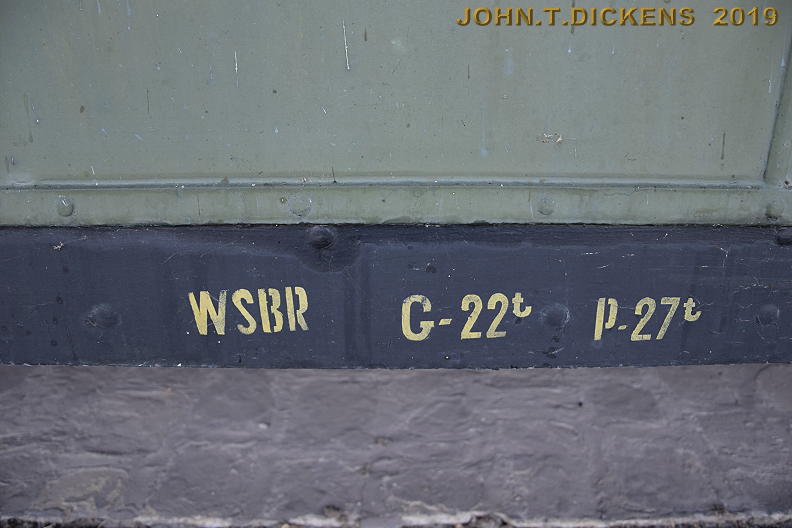 JOHN.T.DICKENS 2019
WSBR G-22t P-27t